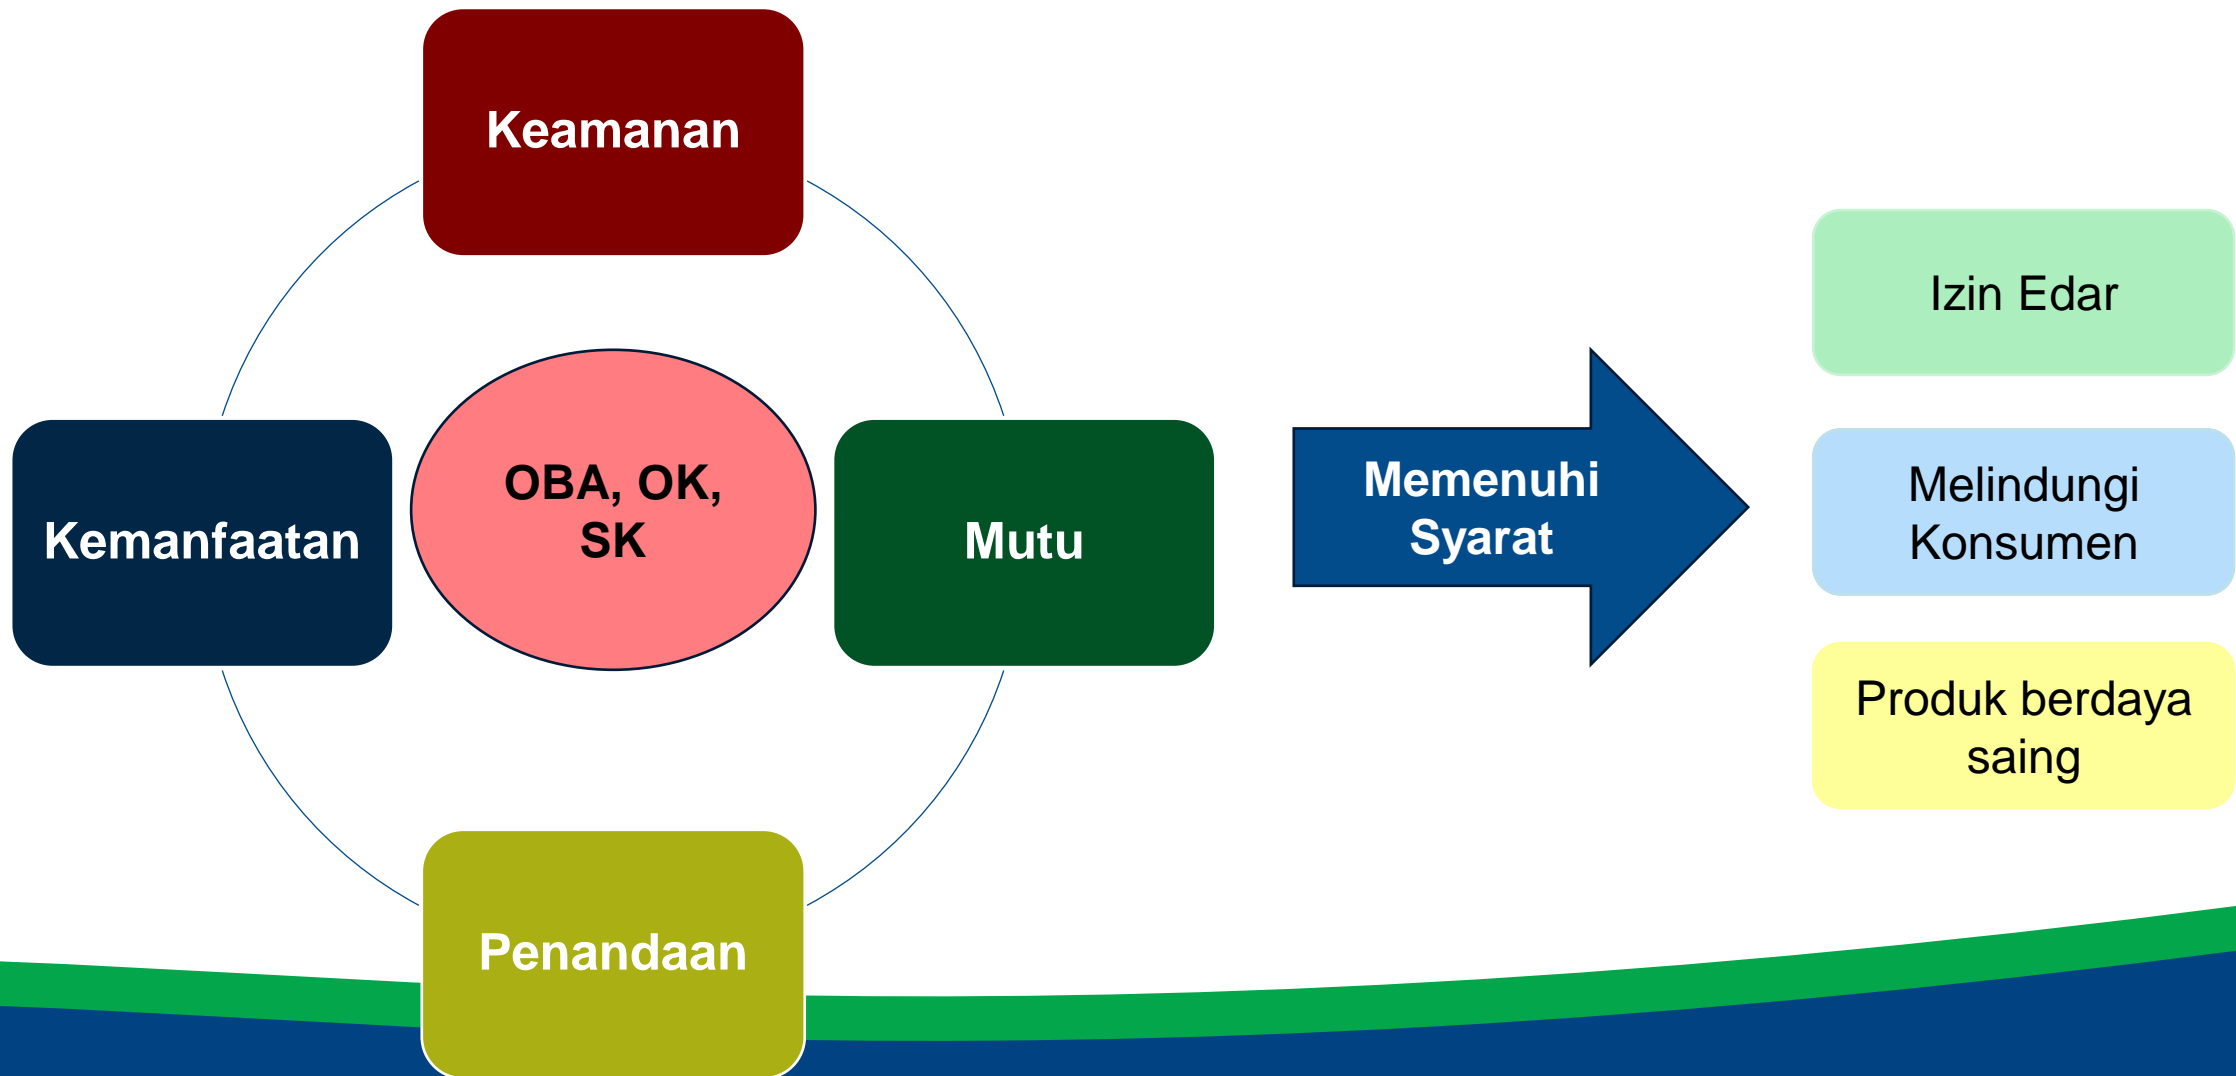 Keamanan
Kemanfaatan
OBA, OK,
SK
Mutu
Penandaan
Memenuhi
Syarat
Izin Edar
Melindungi
Konsumen
Produk berdaya
saing